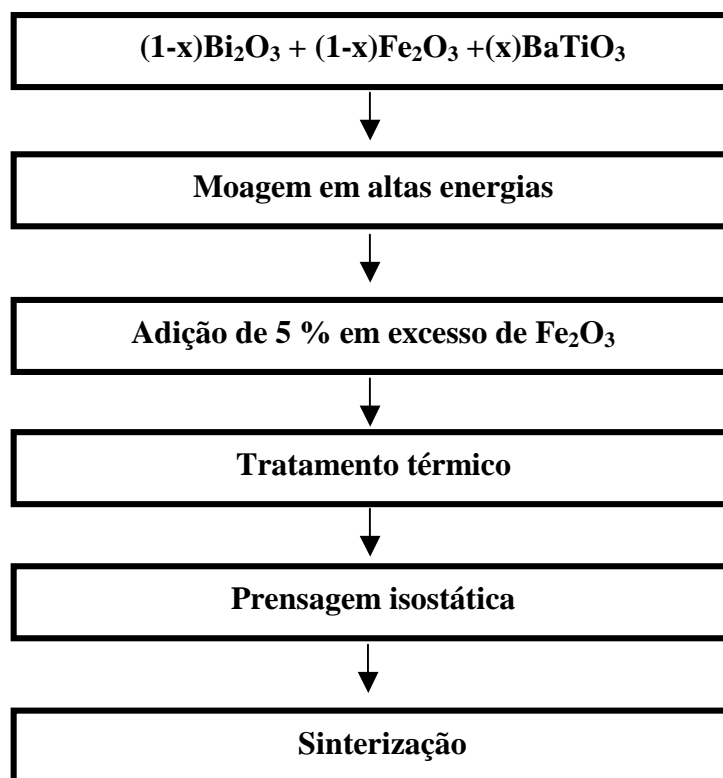 (1-x)Bi₂O₃ + (1-x)Fe₂O₃ +(x)BaTiO₃
Moagem em altas energias
Adição de 5 % em excesso de Fe₂O₃
Tratamento térmico
Prensagem isostática
Sinterização